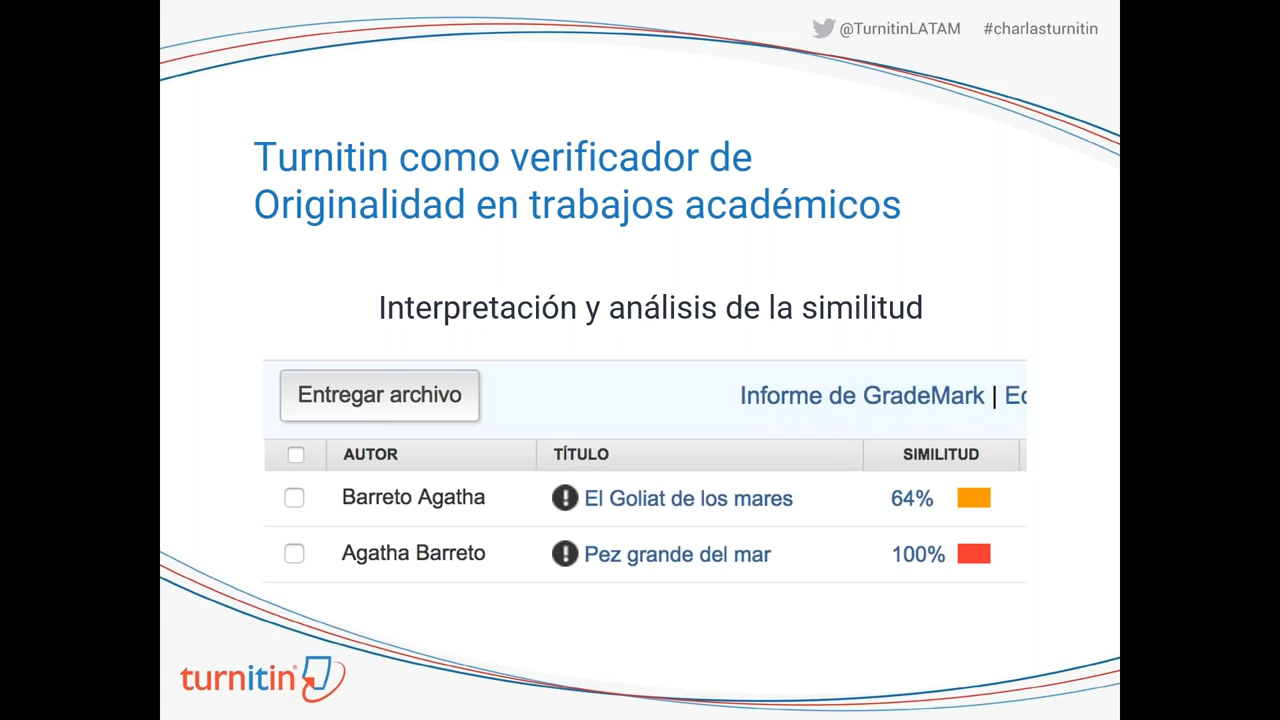 @TurnitinLATAM #charlasturnitin
Turnitin como verificador de
Originalidad en trabajos académicos
Interpretación y análisis de la similitud
Entregar archivo Informe de GradeMark |
AUTOR TÍTULO SIMILITUD
Barreto Agatha El Goliat de los mares 64%
Agatha Barreto Pez grande del mar 100%
turnitin